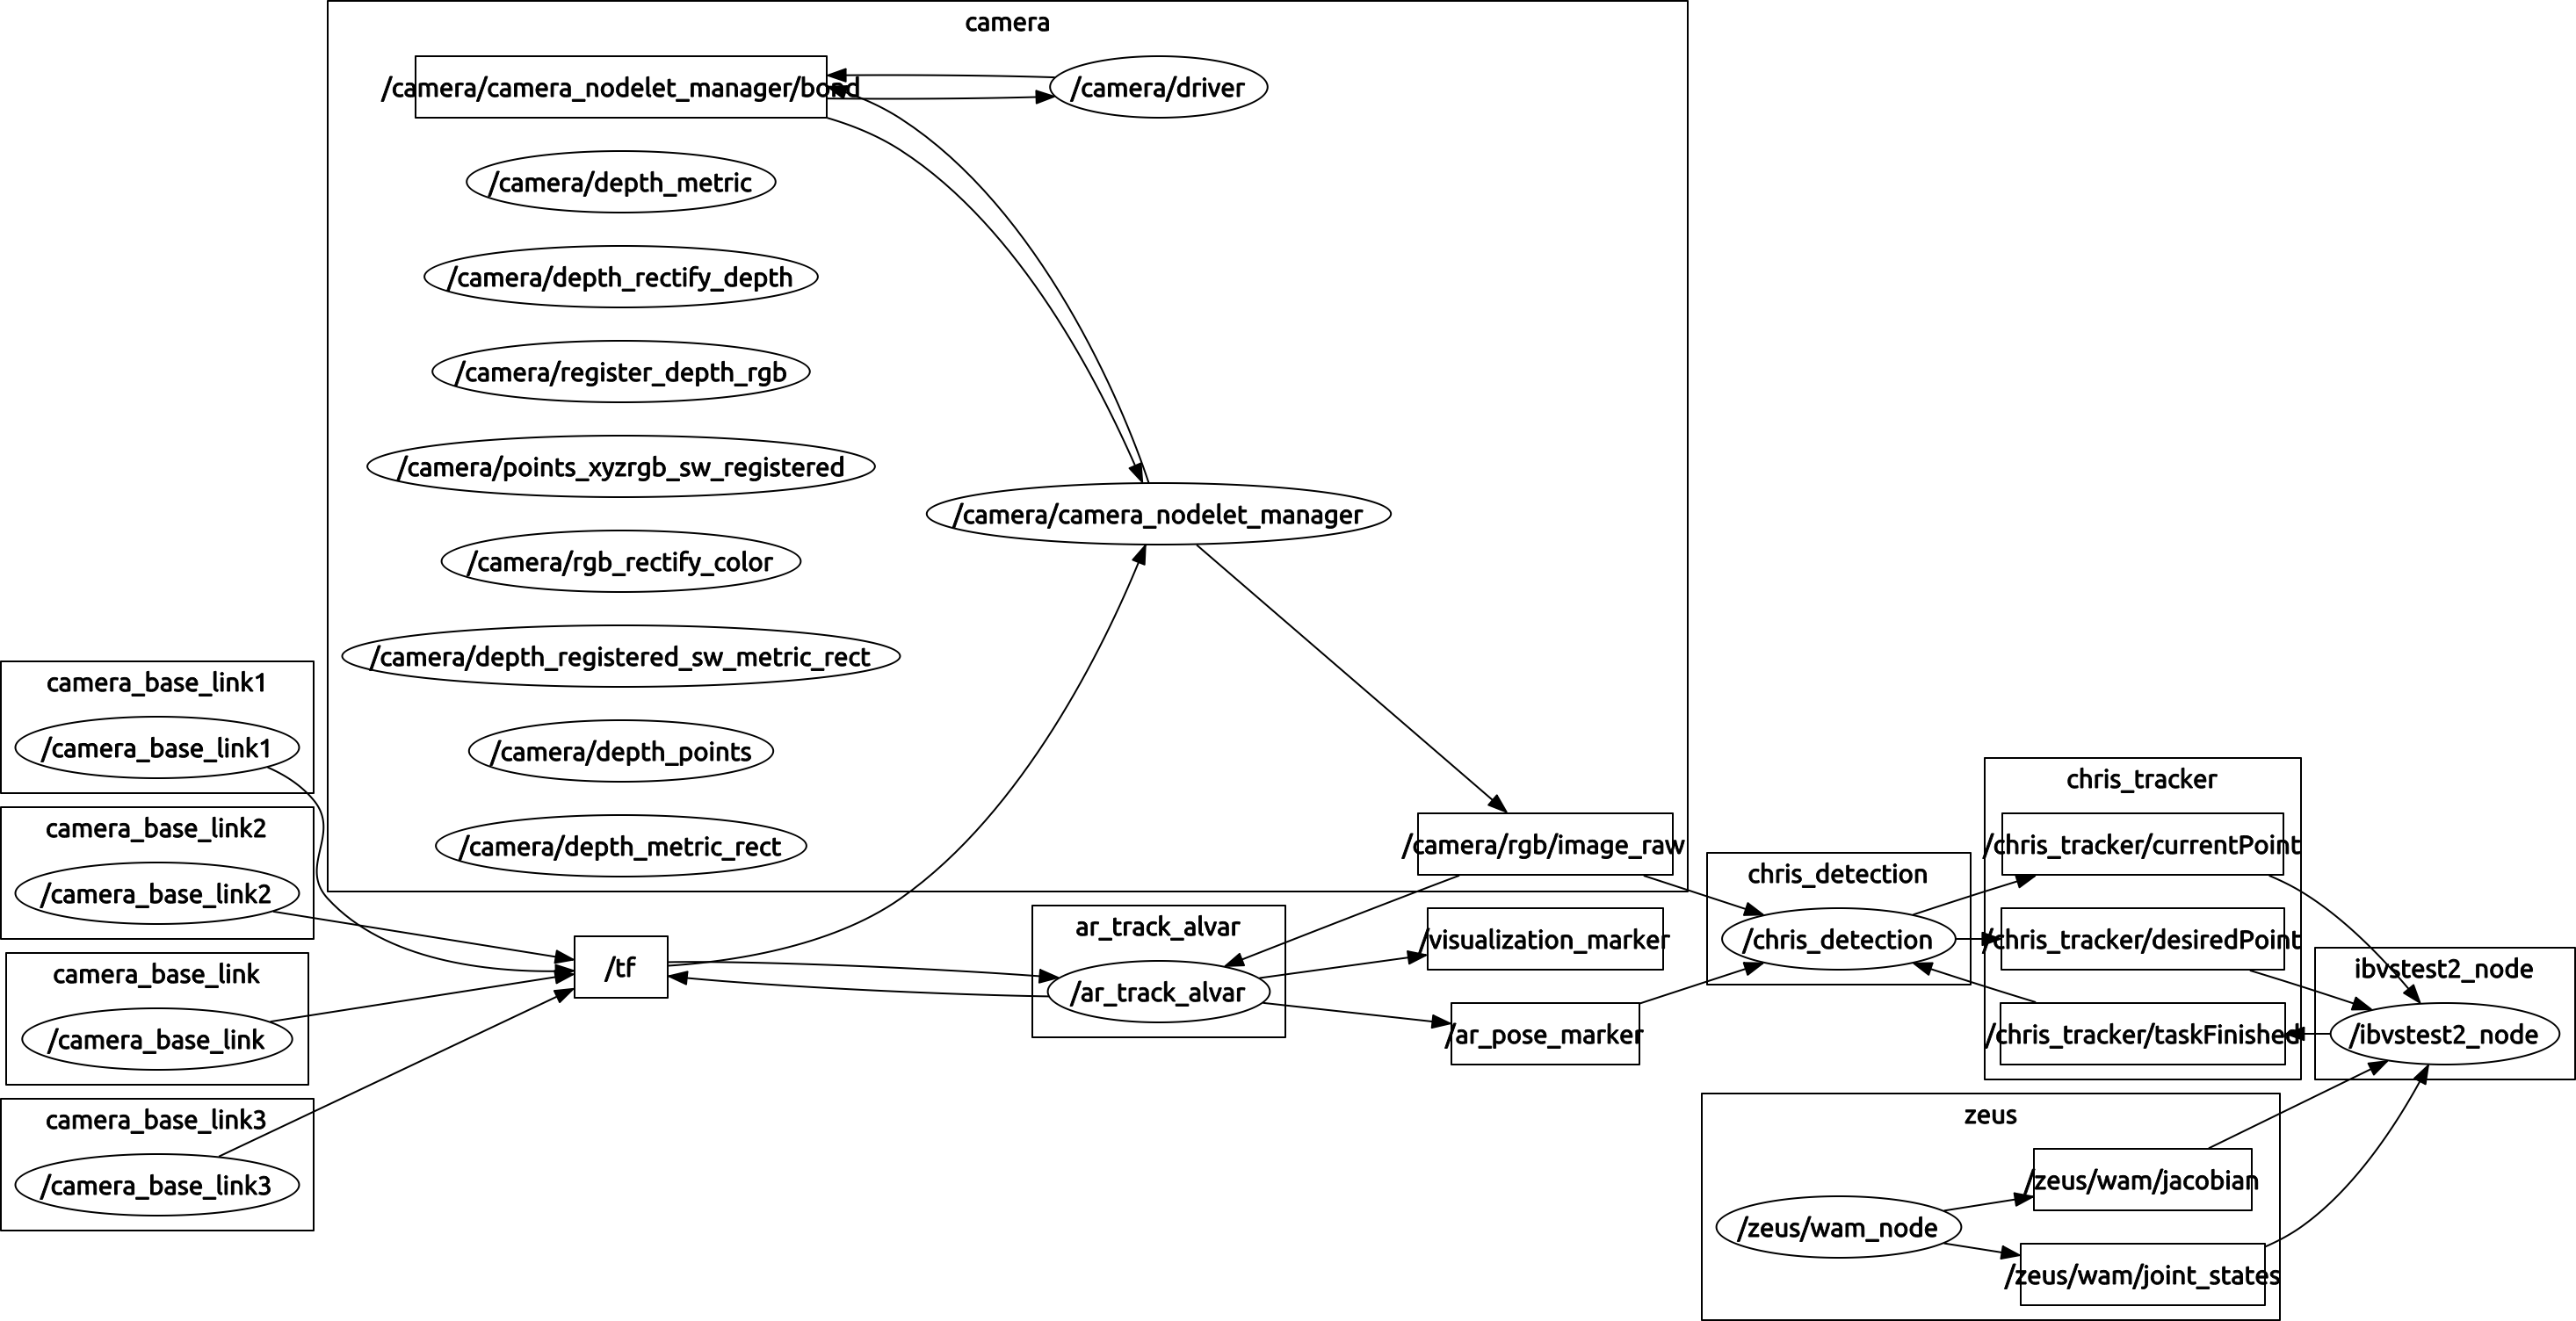 camera
/camera/camera_nodelet_manager/bond
/camera/driver
/camera/depth_metric
/camera/depth_rectify_depth
/camera/register_depth_rgb
/camera/points_xyzrgb_sw_registered
/camera/camera_nodelet_manager
/camera/rgb_rectify_color
/camera/depth_registered_sw_metric_rect
/camera/depth_points
/camera/depth_metric_rect
/camera/rgb/image_raw
camera_base_link1
/camera_base_link1
camera_base_link2
/camera_base_link2
camera_base_link
/camera_base_link
camera_base_link3
/camera_base_link3
/tf
ar_track_alvar
/ar_track_alvar
/visualization_marker
/ar_pose_marker
chris_detection
/chris_detection
chris_tracker
/chris_tracker/currentPoint
/chris_tracker/desiredPoint
/chris_tracker/taskFinished
ibvstest2_node
/ibvstest2_node
zeus
/zeus/wam_node
/zeus/wam/jacobian
/zeus/wam/joint_states